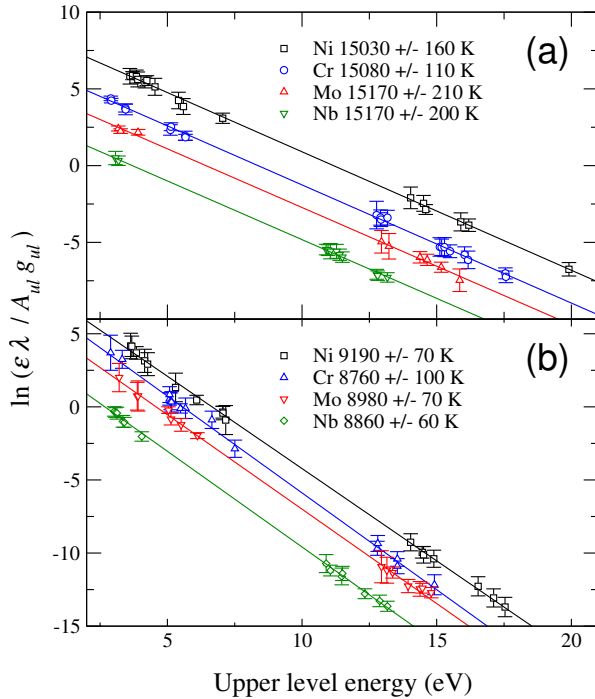 10
(a)
Ni 15030 +/- 160 K
Cr 15080 +/- 110 K
5
Mo 15170 +/- 210 K
Nb 15170 +/- 200 K
0
-5
5
(b)
Ni 9190 +/- 70 K
Cr 8760 +/- 100 K
Mo 8980 +/- 70 K
0
Nb 8860 +/- 60 K
-5
-10
-15
5 10 15 20
Upper level energy (eV)
ln (ελ / A_ul g_ul)